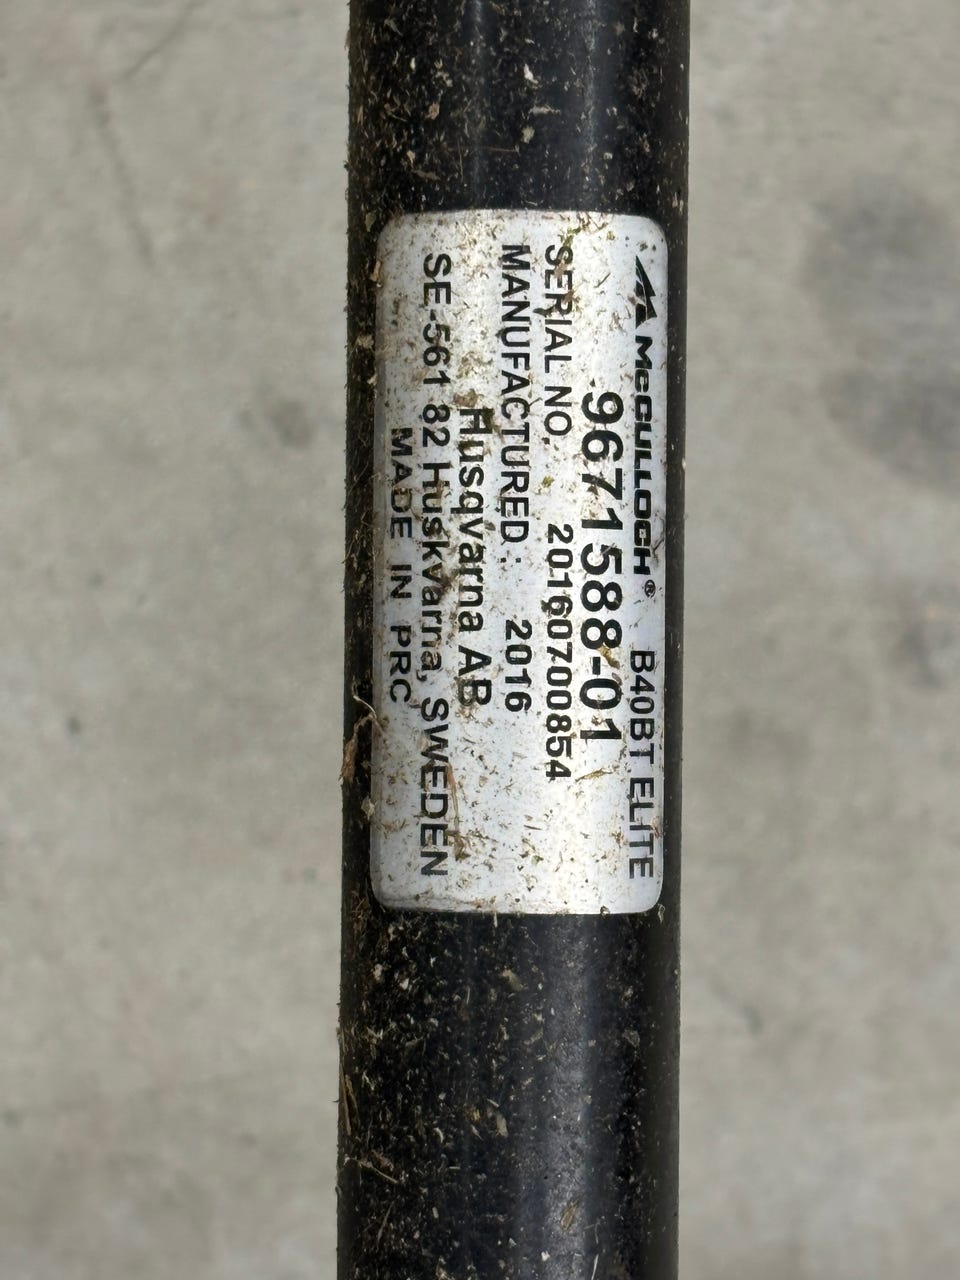 McCULLOCH® B40BT ELITE
9671588-01
SERIAL NO. 20160700854
MANUFACTURED: 2016
Husqvarna AB
SE-561 82 Huskvarna, SWEDEN
MADE IN PRC